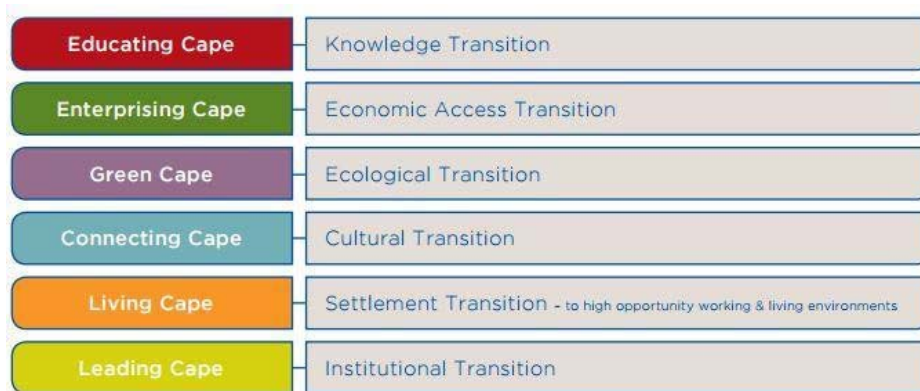 Educating Cape Knowledge Transition
Enterprising Cape Economic Access Transition
Green Cape Ecological Transition
Connecting Cape Cultural Transition
Living Cape Settlement Transition - to high opportunity working & living environments
Leading Cape Institutional Transition